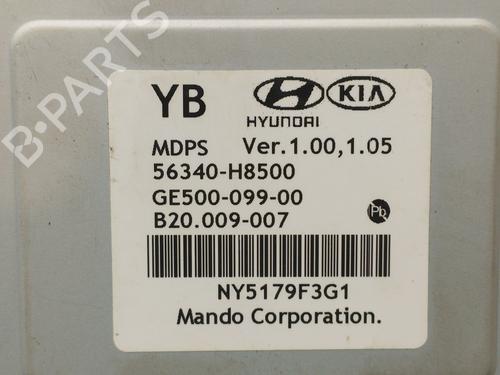 YB HYUNDAI KIA
MDPS Ver.1.00,1.05
56340-H8500
GE500-099-00
B20.009-007 Pb
NY5179F3G1
Mando Corporation.
B-PARTS